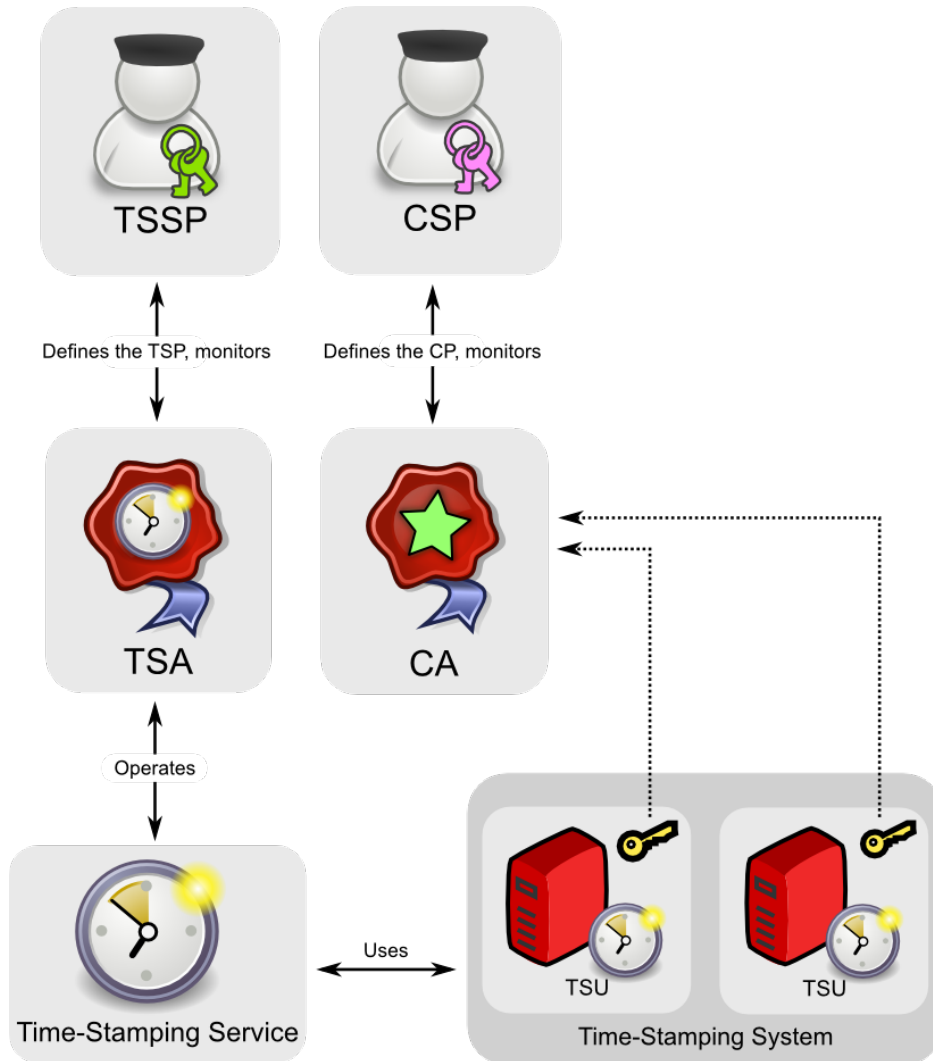 TSSP
CSP
Defines the TSP, monitors
Defines the CP, monitors
TSA
CA
Operates
Uses
TSU
TSU
Time-Stamping Service
Time-Stamping System